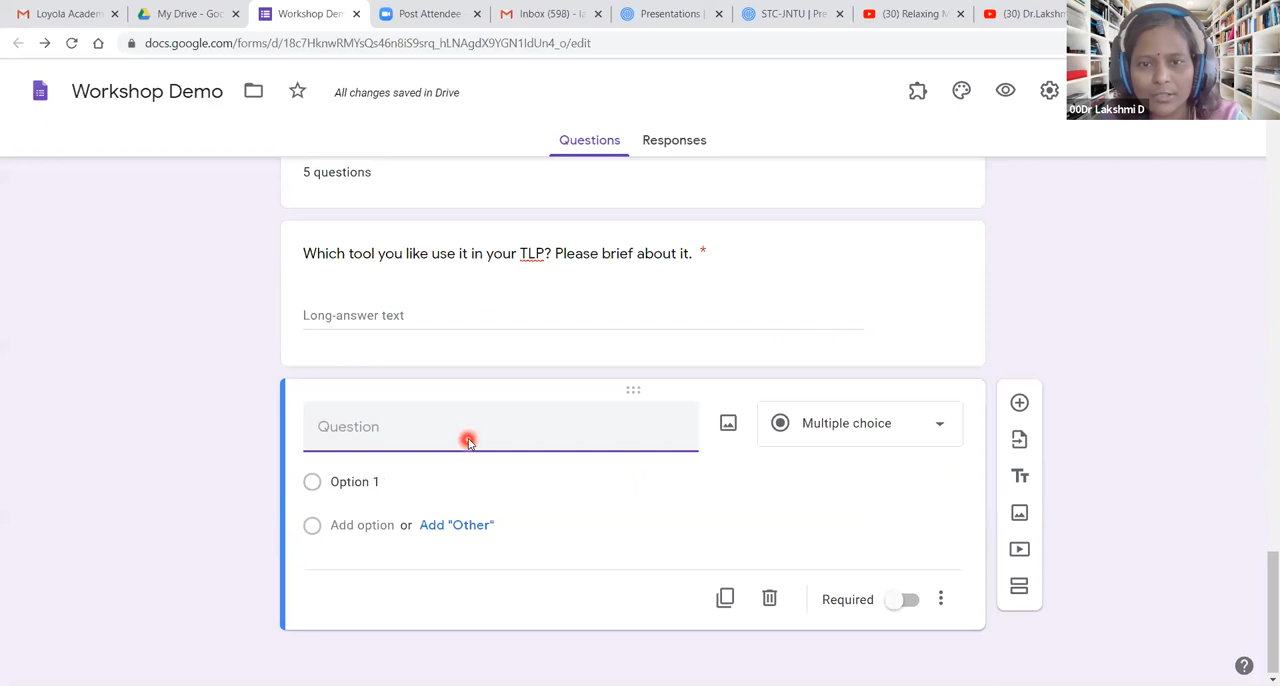 Loyola Academ
My Drive - Goo
Workshop Dem
Post Attendee
Inbox (598) - la
Presentations |
STC-JNTU | Pre
(30) Relaxing M
(30) Dr.Lakshm
docs.google.com/forms/d/18c7HknwRMYsQs46n8iS9srq_hLNAgdX9YGN1IdUn4_o/edit
Workshop Demo
All changes saved in Drive
00Dr Lakshmi D
Questions
Responses
5 questions
Which tool you like use it in your TLP? Please brief about it. *
Long-answer text
Question
Multiple choice
Option 1
Add option or Add "Other"
Required